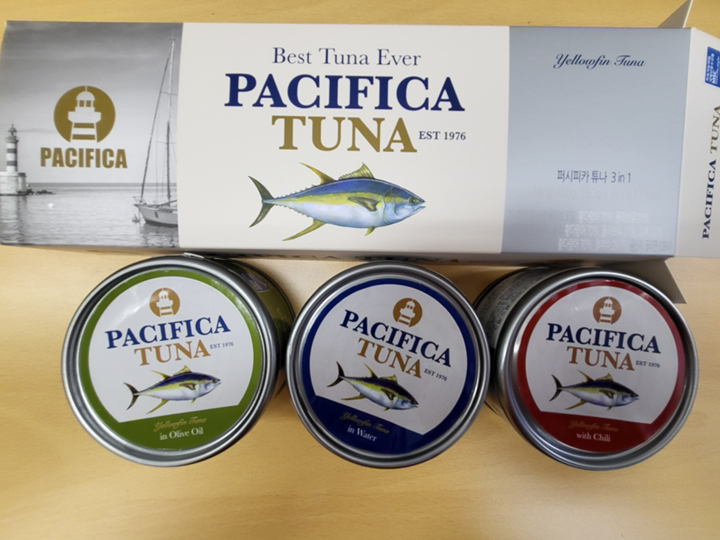 PACIFICA
Best Tuna Ever
PACIFICA
TUNA EST 1976
Yellowfin Tuna
퍼시피카 튜나 3 in 1
PACIFICA TUNA
PACIFICA
TUNA EST 1976
Yellowfin Tuna
in Olive Oil
PACIFICA
TUNA EST 1976
Yellowfin Tuna
in Water
PACIFICA
TUNA EST 1976
Yellowfin Tuna
with Chili